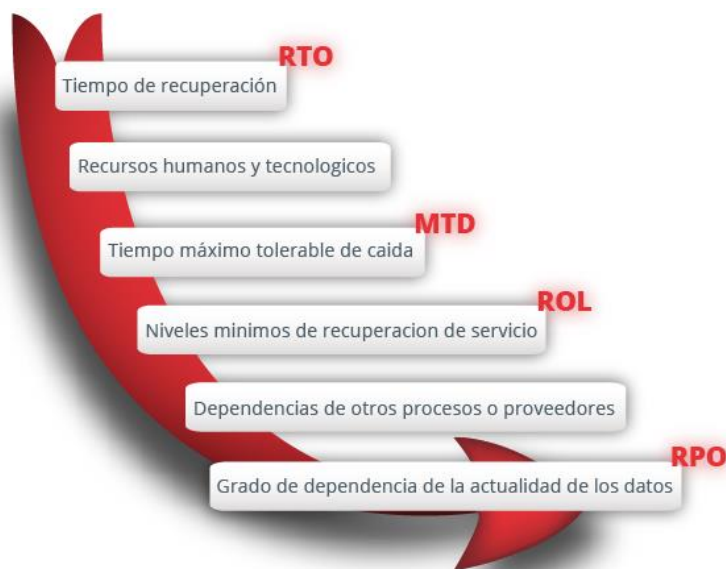 RTO
Tiempo de recuperación
Recursos humanos y tecnologicos
MTD
Tiempo máximo tolerable de caida
ROL
Niveles minimos de recuperacion de servicio
Dependencias de otros procesos o proveedores
RPO
Grado de dependencia de la actualidad de los datos